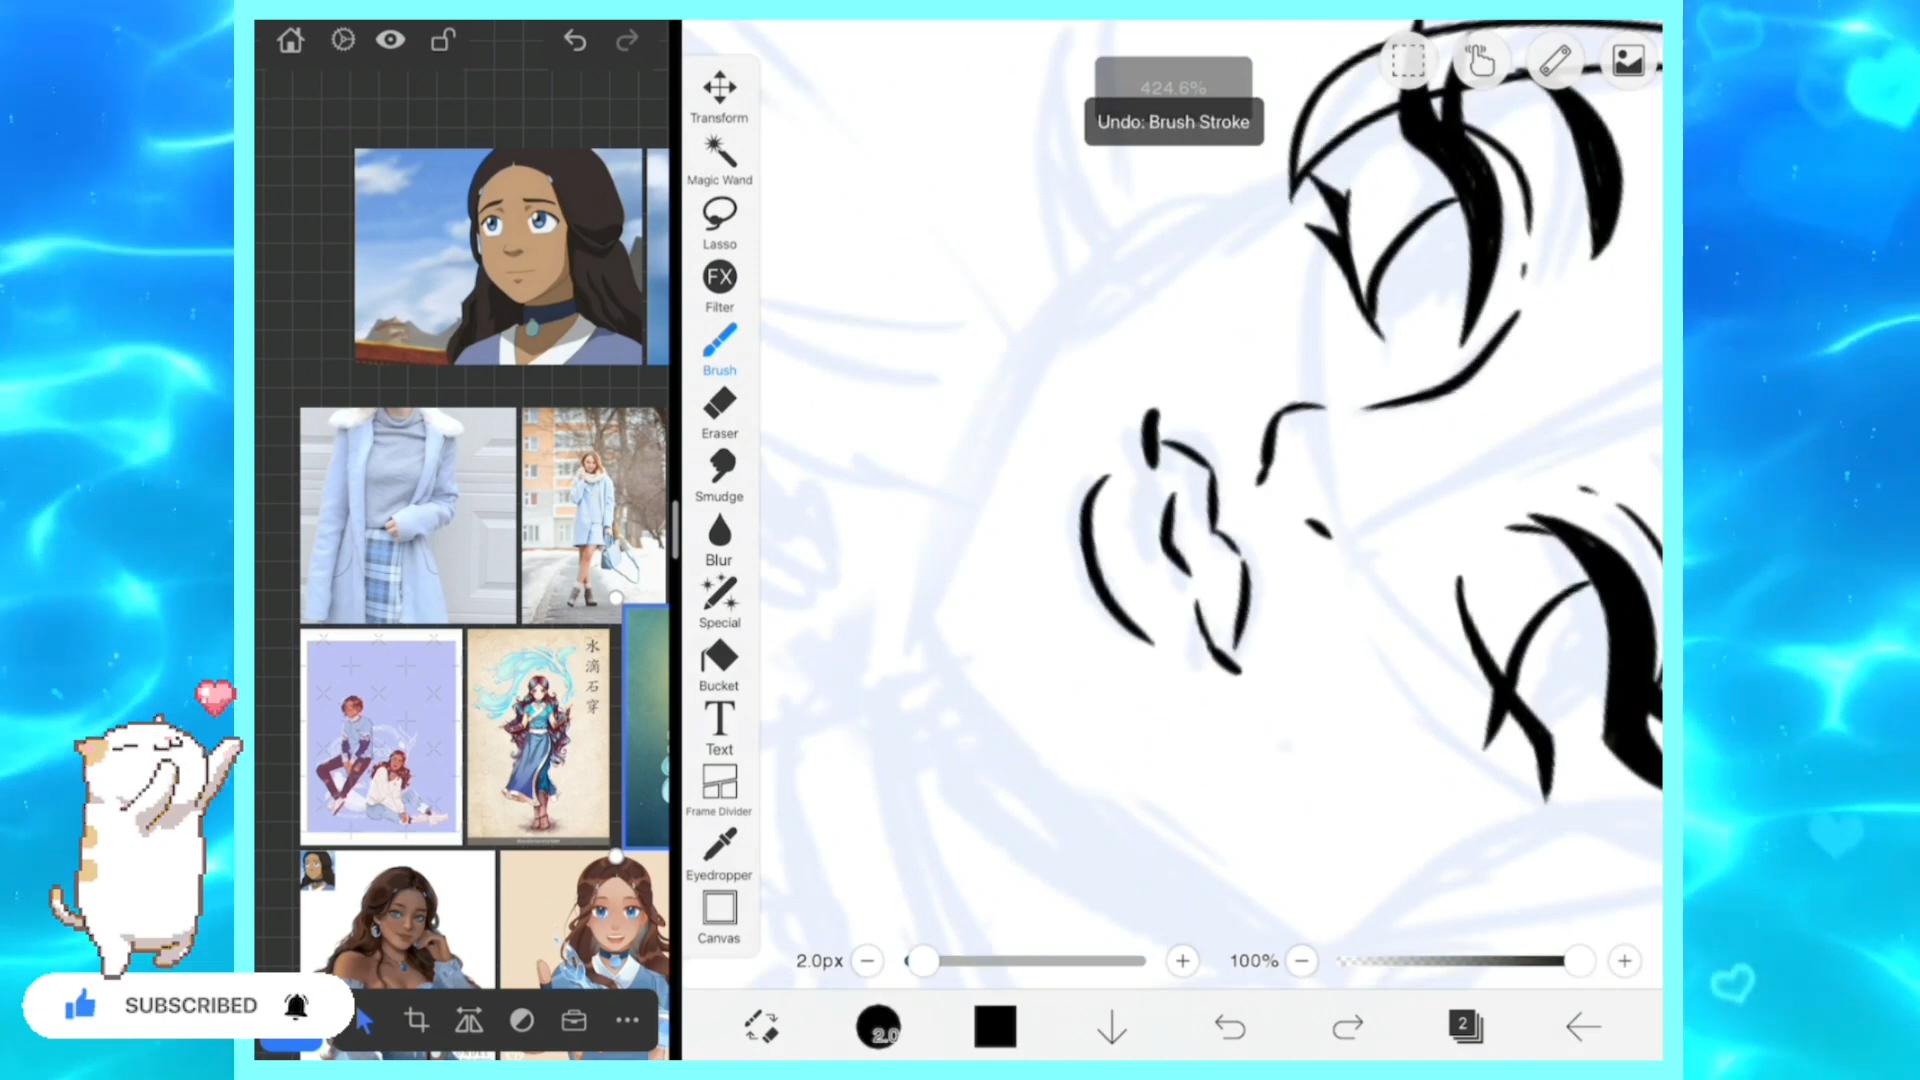 424.6%
Undo: Brush Stroke
Transform
Magic Wand
Lasso
FX
Filter
Brush
Eraser
Smudge
Blur
Special
Bucket
T
Text
Frame Divider
Eyedropper
Canvas
水滴石穿
2.0px
100%
2.0
2
SUBSCRIBED